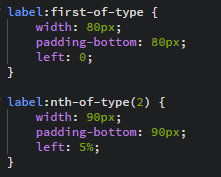 label:first-of-type {
    width: 80px;
    padding-bottom: 80px;
    left: 0;
}

label:nth-of-type(2) {
    width: 90px;
    padding-bottom: 90px;
    left: 5%;
}